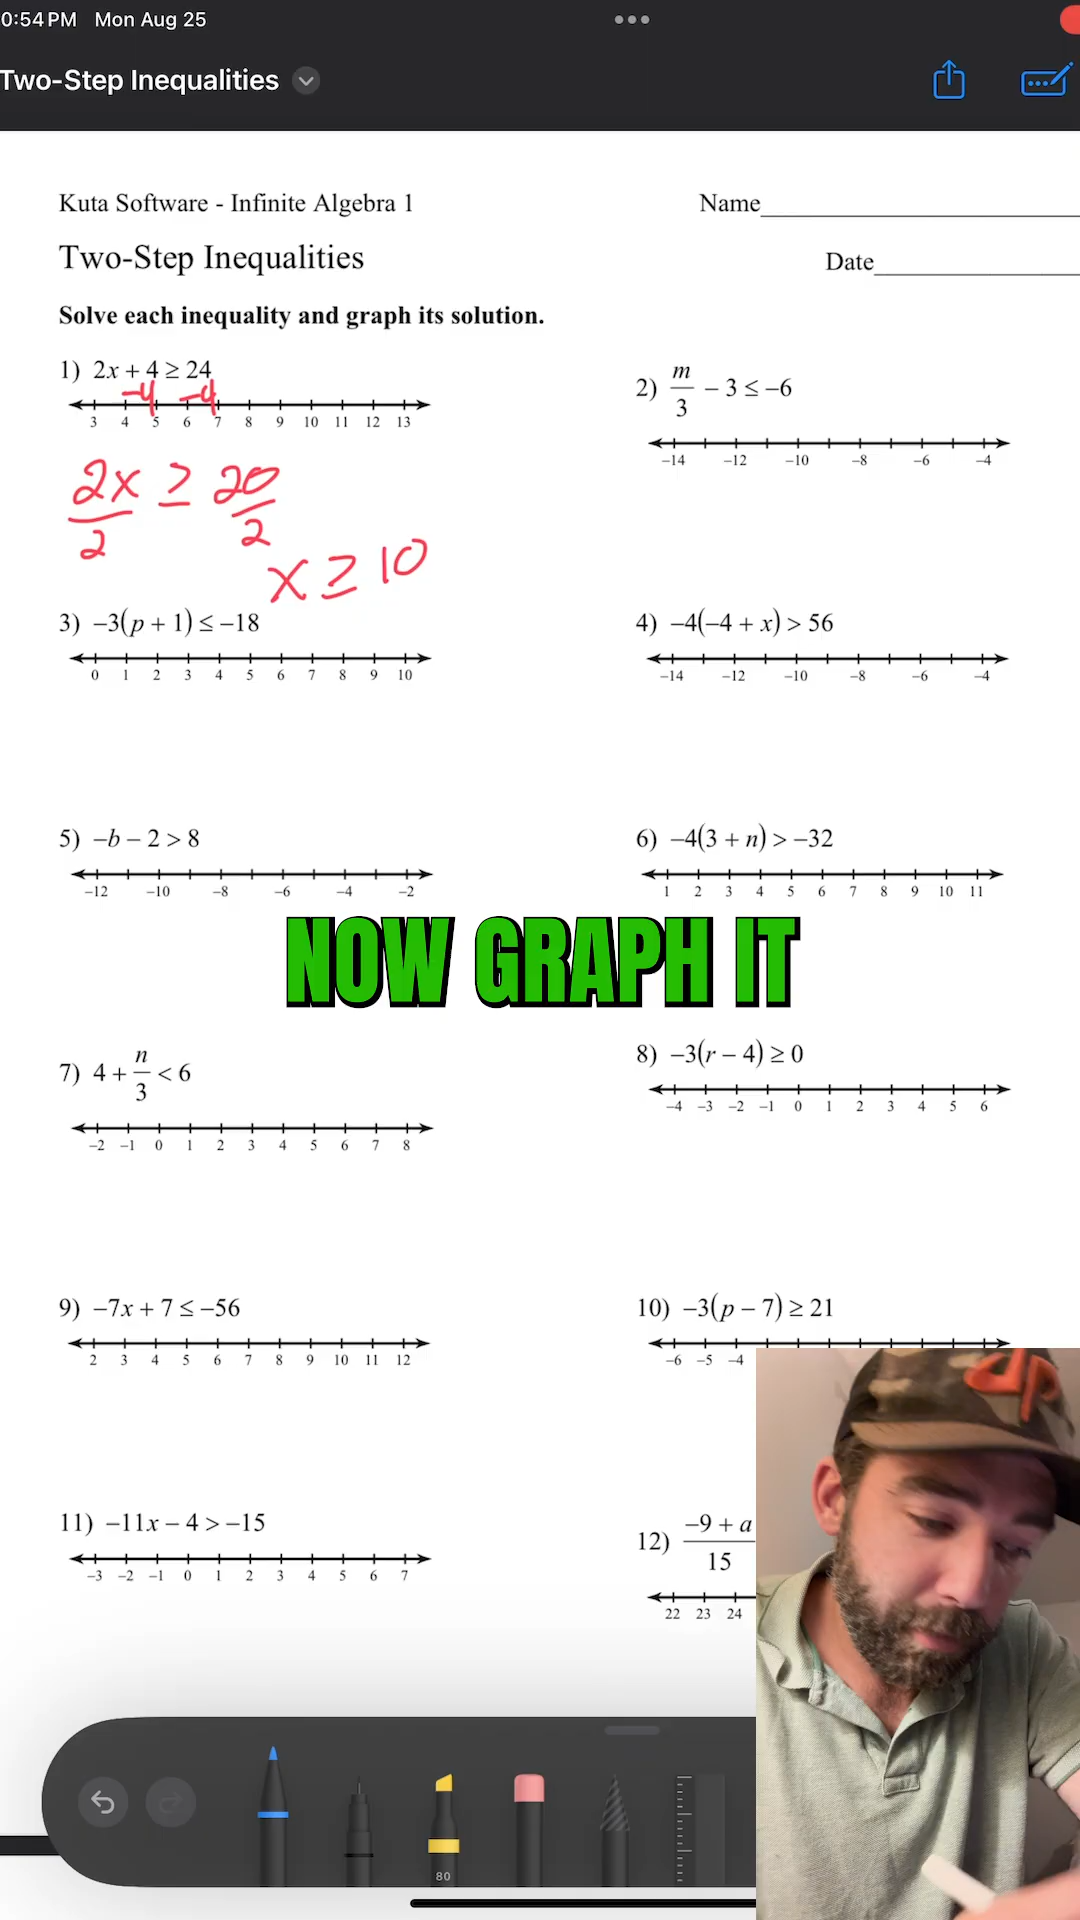 0:54 PM Mon Aug 25
Two-Step Inequalities
Kuta Software - Infinite Algebra 1
Name
Two-Step Inequalities
Date
Solve each inequality and graph its solution.
1) 2x + 4 ≥ 24
-4 -4
3 4 5 6 7 8 9 10 11 12 13
2x/2 ≥ 20/2
x ≥ 10
2) m/3 − 3 ≤ −6
−14 −12 −10 −8 −6 −4
3) −3(p + 1) ≤ −18
0 1 2 3 4 5 6 7 8 9 10
4) −4(−4 + x) > 56
−14 −12 −10 −8 −6 −4
5) −b − 2 > 8
−12 −10 −8 −6 −4 −2
6) −4(3 + n) > −32
1 2 3 4 5 6 7 8 9 10 11
NOW GRAPH IT
7) 4 + n/3 < 6
−2 −1 0 1 2 3 4 5 6 7 8
8) −3(r − 4) ≥ 0
−4 −3 −2 −1 0 1 2 3 4 5 6
9) −7x + 7 ≤ −56
2 3 4 5 6 7 8 9 10 11 12
10) −3(p − 7) ≥ 21
−6 −5 −4
11) −11x − 4 > −15
−3 −2 −1 0 1 2 3 4 5 6 7
12) −9 + a/15
22 23 24
80